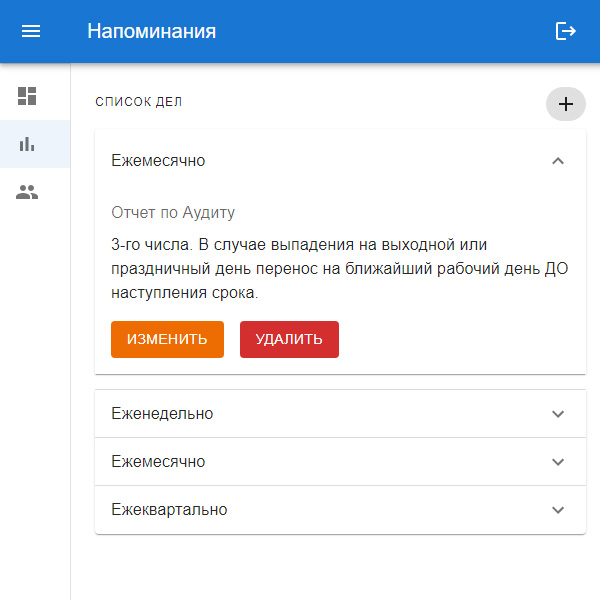 Напоминания
СПИСОК ДЕЛ
Ежемесячно
Отчет по Аудиту
3-го числа. В случае выпадения на выходной или
праздничный день перенос на ближайший рабочий день ДО
наступления срока.
ИЗМЕНИТЬ УДАЛИТЬ
Еженедельно
Ежемесячно
Ежеквартально